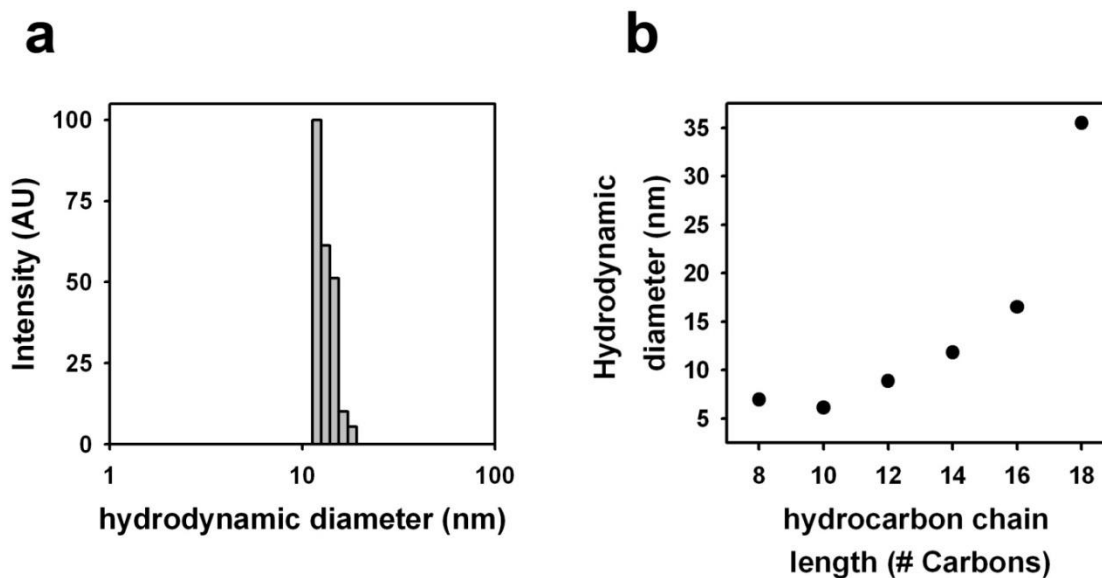 a
100
75
50
25
0
Intensity (AU)
1
10
100
hydrodynamic diameter (nm)
b
35
30
25
20
15
10
5
Hydrodynamic
diameter (nm)
8
10
12
14
16
18
hydrocarbon chain
length (# Carbons)